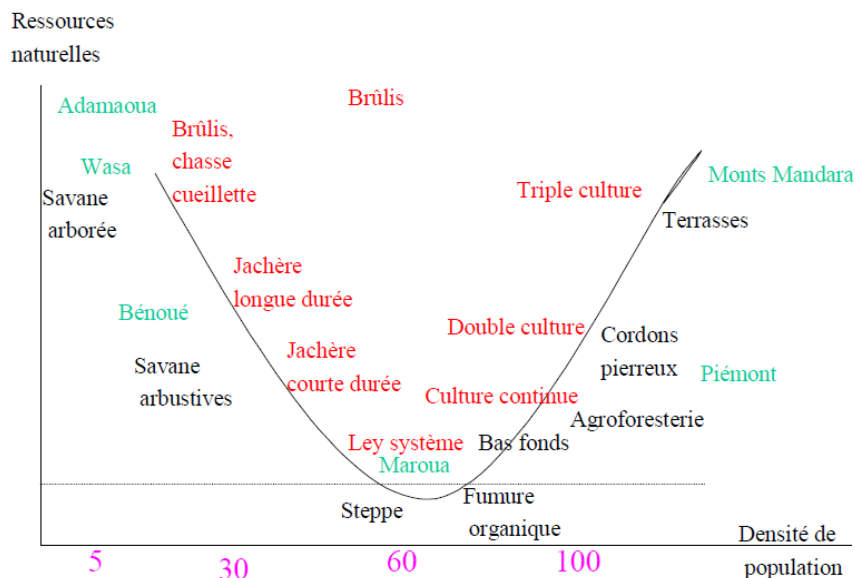 Ressources
naturelles
Adamaoua
Brûlis
Brûlis,
chasse
cueillette
Wasa
Savane
arborée
Triple culture
Monts Mandara
Terrasses
Jachère
longue durée
Bénoué
Double culture
Cordons
pierreux
Jachère
courte durée
Savane
arbustives
Piémont
Culture continue
Agroforesterie
Ley système
Bas fonds
Maroua
Steppe
Fumure
organique
Densité de
population
5
30
60
100